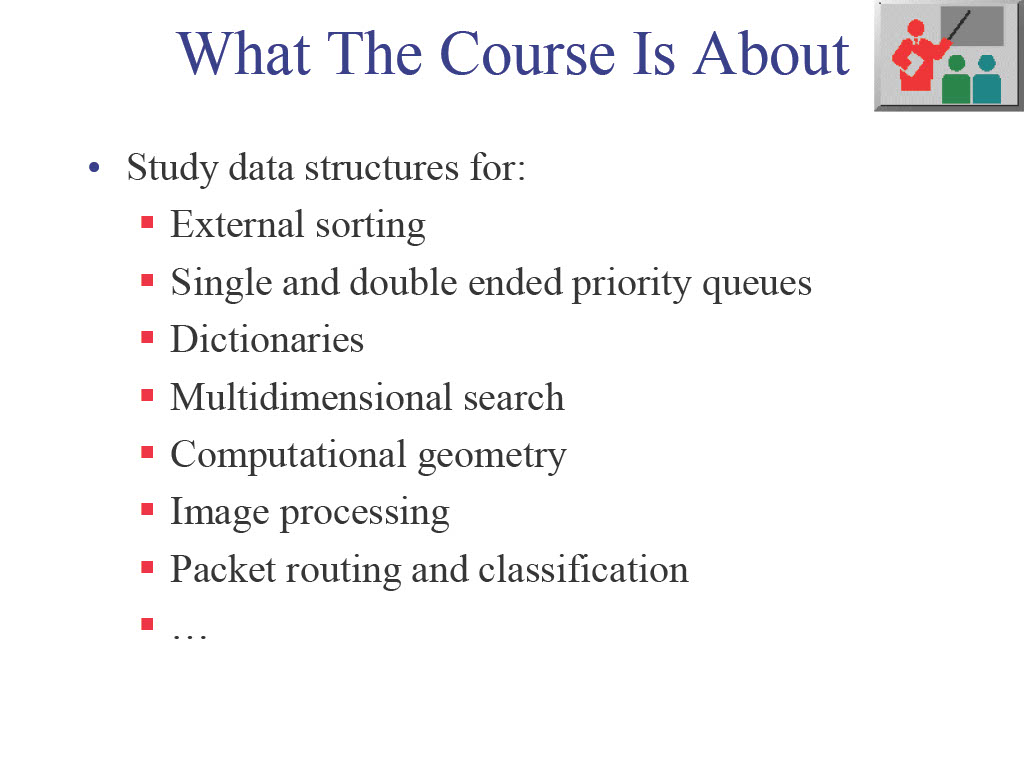 What The Course Is About
• Study data structures for:
▪ External sorting
▪ Single and double ended priority queues
▪ Dictionaries
▪ Multidimensional search
▪ Computational geometry
▪ Image processing
▪ Packet routing and classification
▪ …